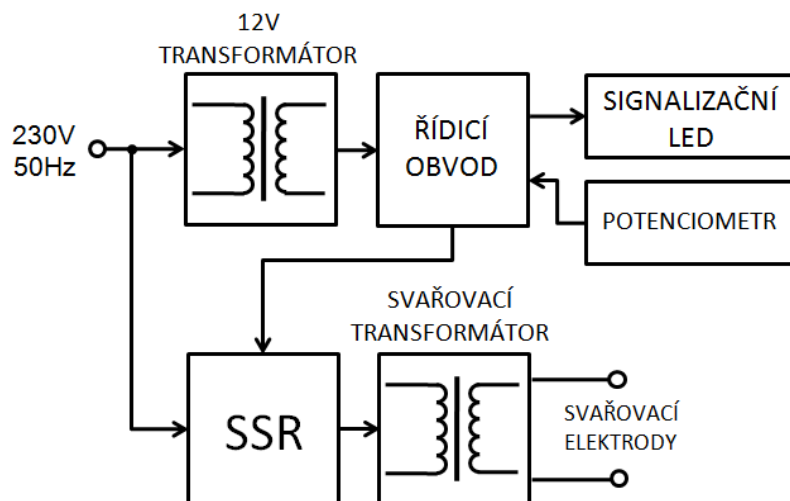 12V
TRANSFORMÁTOR
230V
50Hz
ŘÍDICÍ
OBVOD
SIGNALIZAČNÍ
LED
POTENCIOMETR
SSR
SVAŘOVACÍ
TRANSFORMÁTOR
SVAŘOVACÍ
ELEKTRODY